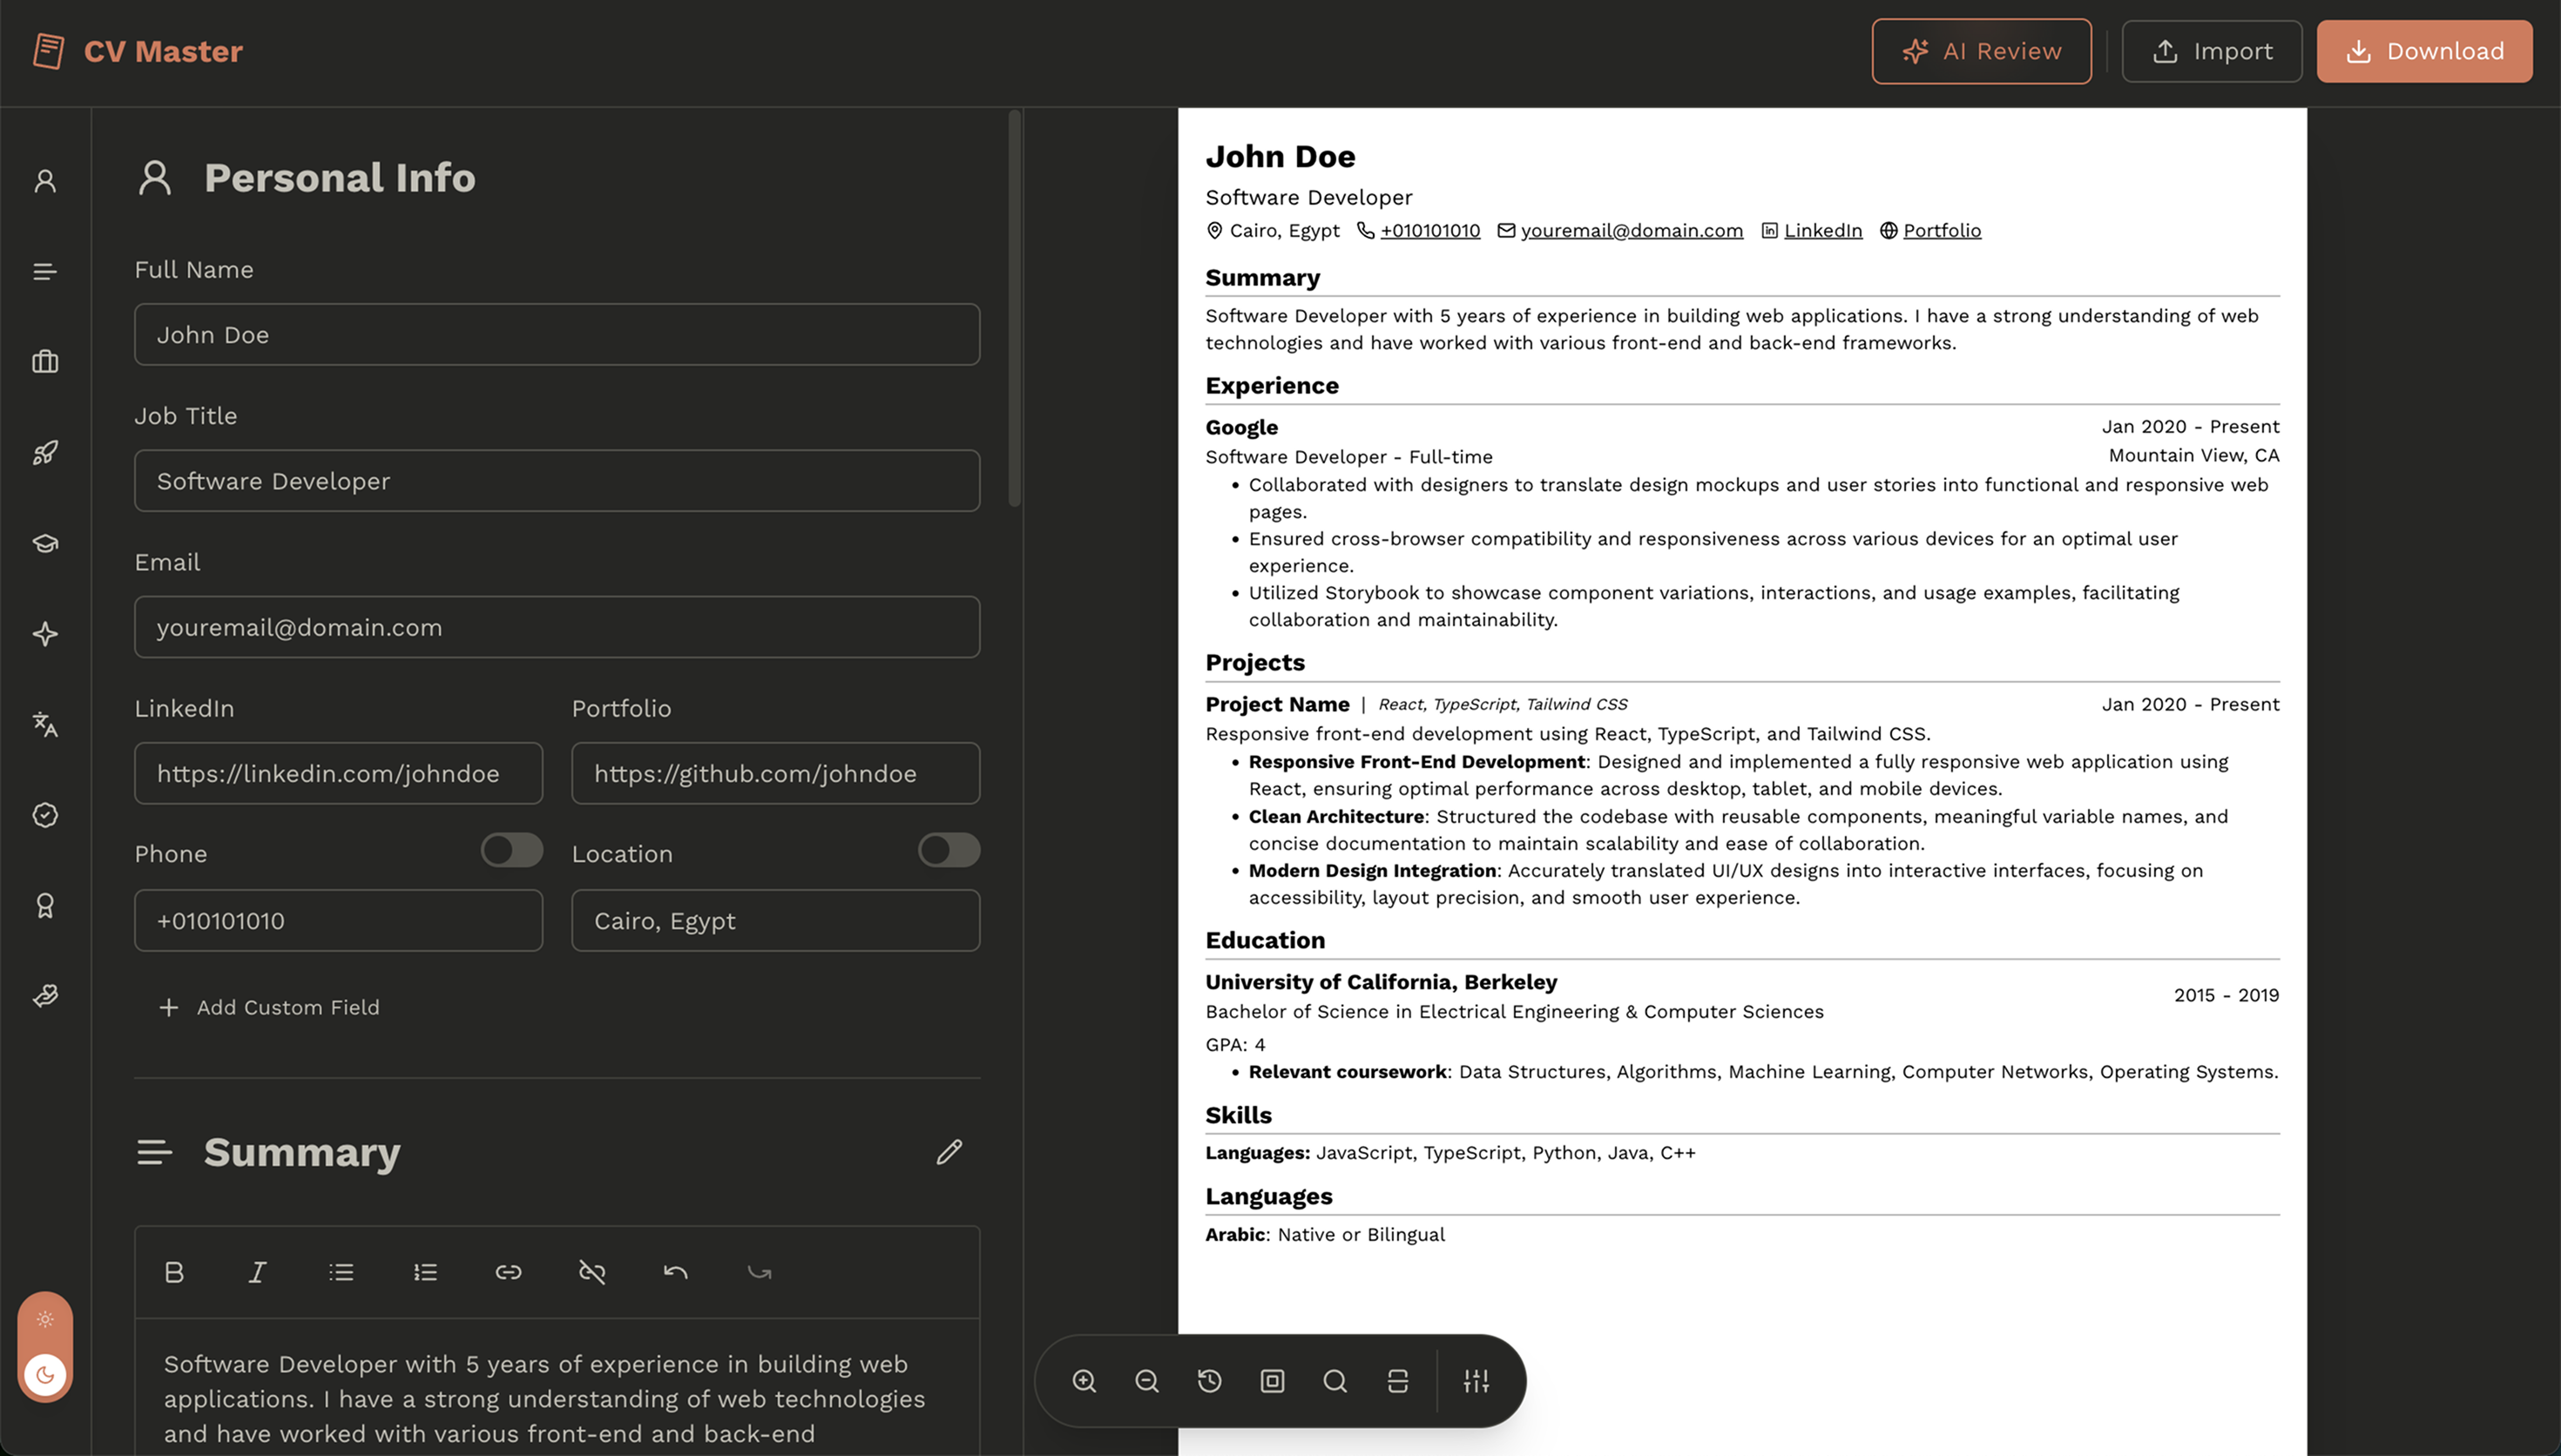 CV Master
AI Review
Import
Download
Personal Info
Full Name
John Doe
Job Title
Software Developer
Email
youremail@domain.com
LinkedIn
Portfolio
https://linkedin.com/johndoe
https://github.com/johndoe
Phone
Location
+010101010
Cairo, Egypt
Add Custom Field
Summary
Software Developer with 5 years of experience in building web
applications. I have a strong understanding of web technologies
and have worked with various front-end and back-end
John Doe
Software Developer
Cairo, Egypt +010101010 youremail@domain.com LinkedIn Portfolio
Summary
Software Developer with 5 years of experience in building web applications. I have a strong understanding of web
technologies and have worked with various front-end and back-end frameworks.
Experience
Google Jan 2020 - Present
Software Developer - Full-time Mountain View, CA
• Collaborated with designers to translate design mockups and user stories into functional and responsive web
pages.
• Ensured cross-browser compatibility and responsiveness across various devices for an optimal user
experience.
• Utilized Storybook to showcase component variations, interactions, and usage examples, facilitating
collaboration and maintainability.
Projects
Project Name | React, TypeScript, Tailwind CSS Jan 2020 - Present
Responsive front-end development using React, TypeScript, and Tailwind CSS.
• Responsive Front-End Development: Designed and implemented a fully responsive web application using
React, ensuring optimal performance across desktop, tablet, and mobile devices.
• Clean Architecture: Structured the codebase with reusable components, meaningful variable names, and
concise documentation to maintain scalability and ease of collaboration.
• Modern Design Integration: Accurately translated UI/UX designs into interactive interfaces, focusing on
accessibility, layout precision, and smooth user experience.
Education
University of California, Berkeley
2015 - 2019
Bachelor of Science in Electrical Engineering & Computer Sciences
GPA: 4
• Relevant coursework: Data Structures, Algorithms, Machine Learning, Computer Networks, Operating Systems.
Skills
Languages: JavaScript, TypeScript, Python, Java, C++
Languages
Arabic: Native or Bilingual